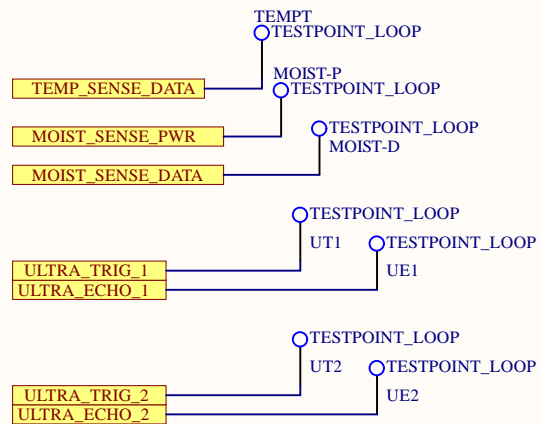 TEMPT
TESTPOINT_LOOP
MOIST-P
TEMP_SENSE_DATA
TESTPOINT_LOOP
TESTPOINT_LOOP
MOIST_SENSE_PWR
MOIST-D
MOIST_SENSE_DATA
TESTPOINT_LOOP
UT1
TESTPOINT_LOOP
ULTRA_TRIG_1
UE1
ULTRA_ECHO_1
TESTPOINT_LOOP
UT2
TESTPOINT_LOOP
ULTRA_TRIG_2
UE2
ULTRA_ECHO_2